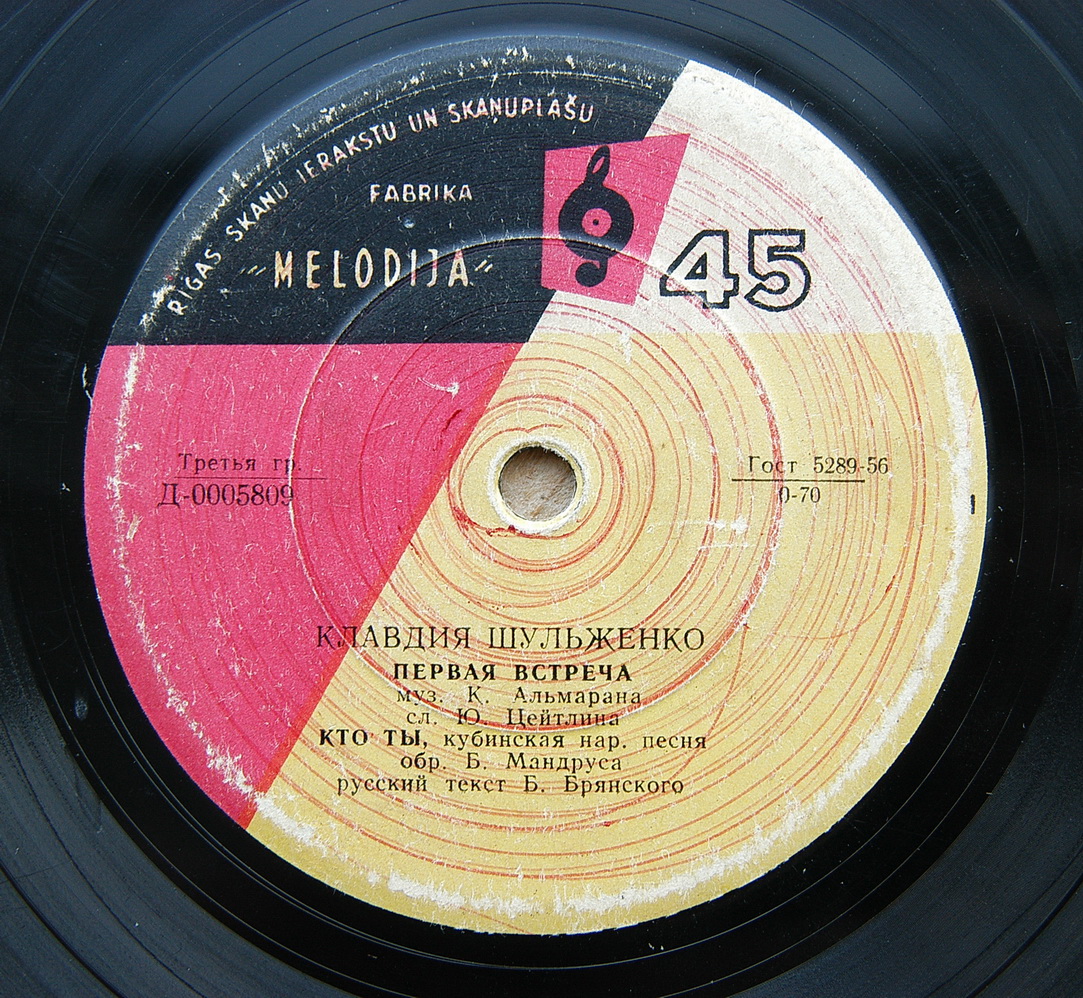 RĪGAS SKAŅU IERAKSTU UN SKAŅUPLAŠU
FABRIKA
"MELODIJA"
45
Третья гр.
Д-0005809
Гост 5289-56
0-70
КЛАВДИЯ ШУЛЬЖЕНКО
ПЕРВАЯ ВСТРЕЧА
муз. К. Альмарана
сл. Ю. Цейтлина
КТО ТЫ, кубинская нар. песня
обр. Б. Мандруса
русский текст Б. Брянского